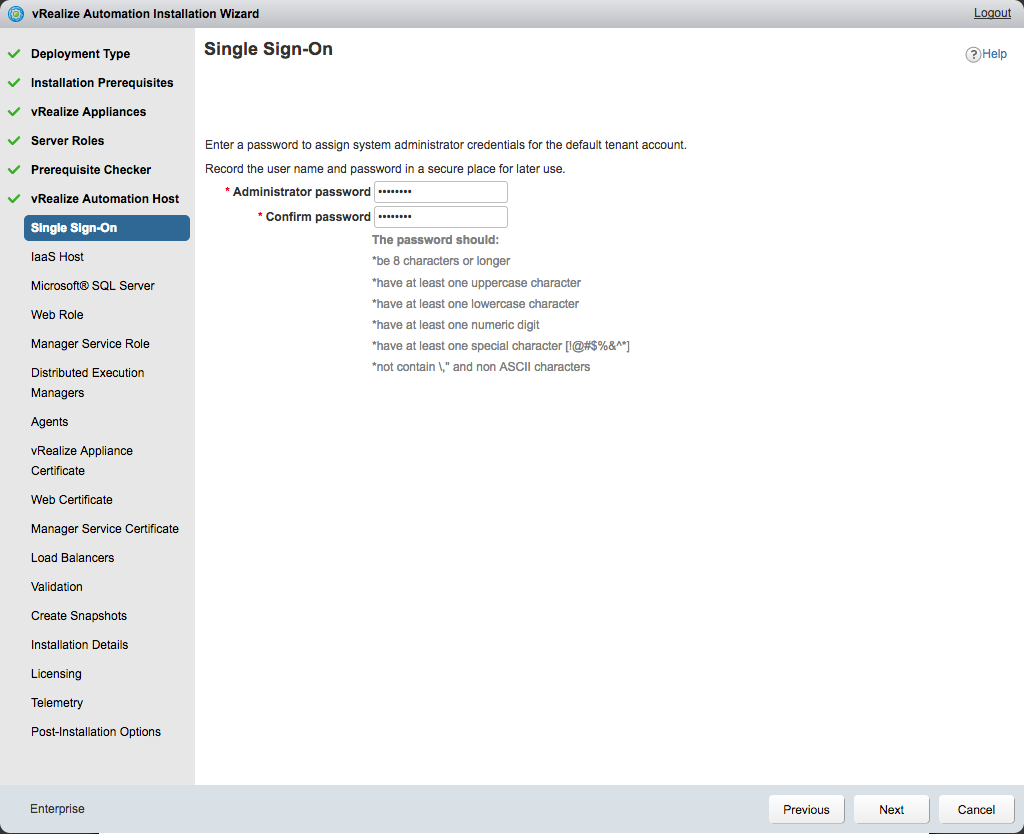 vRealize Automation Installation Wizard
Logout
Deployment Type
Installation Prerequisites
vRealize Appliances
Server Roles
Prerequisite Checker
vRealize Automation Host
Single Sign-On
IaaS Host
Microsoft® SQL Server
Web Role
Manager Service Role
Distributed Execution
Managers
Agents
vRealize Appliance
Certificate
Web Certificate
Manager Service Certificate
Load Balancers
Validation
Create Snapshots
Installation Details
Licensing
Telemetry
Post-Installation Options
Single Sign-On
? Help
Enter a password to assign system administrator credentials for the default tenant account.
Record the user name and password in a secure place for later use.
* Administrator password ••••••••
* Confirm password ••••••••
The password should:
*be 8 characters or longer
*have at least one uppercase character
*have at least one lowercase character
*have at least one numeric digit
*have at least one special character [!@#$%&^*]
*not contain \," and non ASCII characters
Enterprise
Previous
Next
Cancel